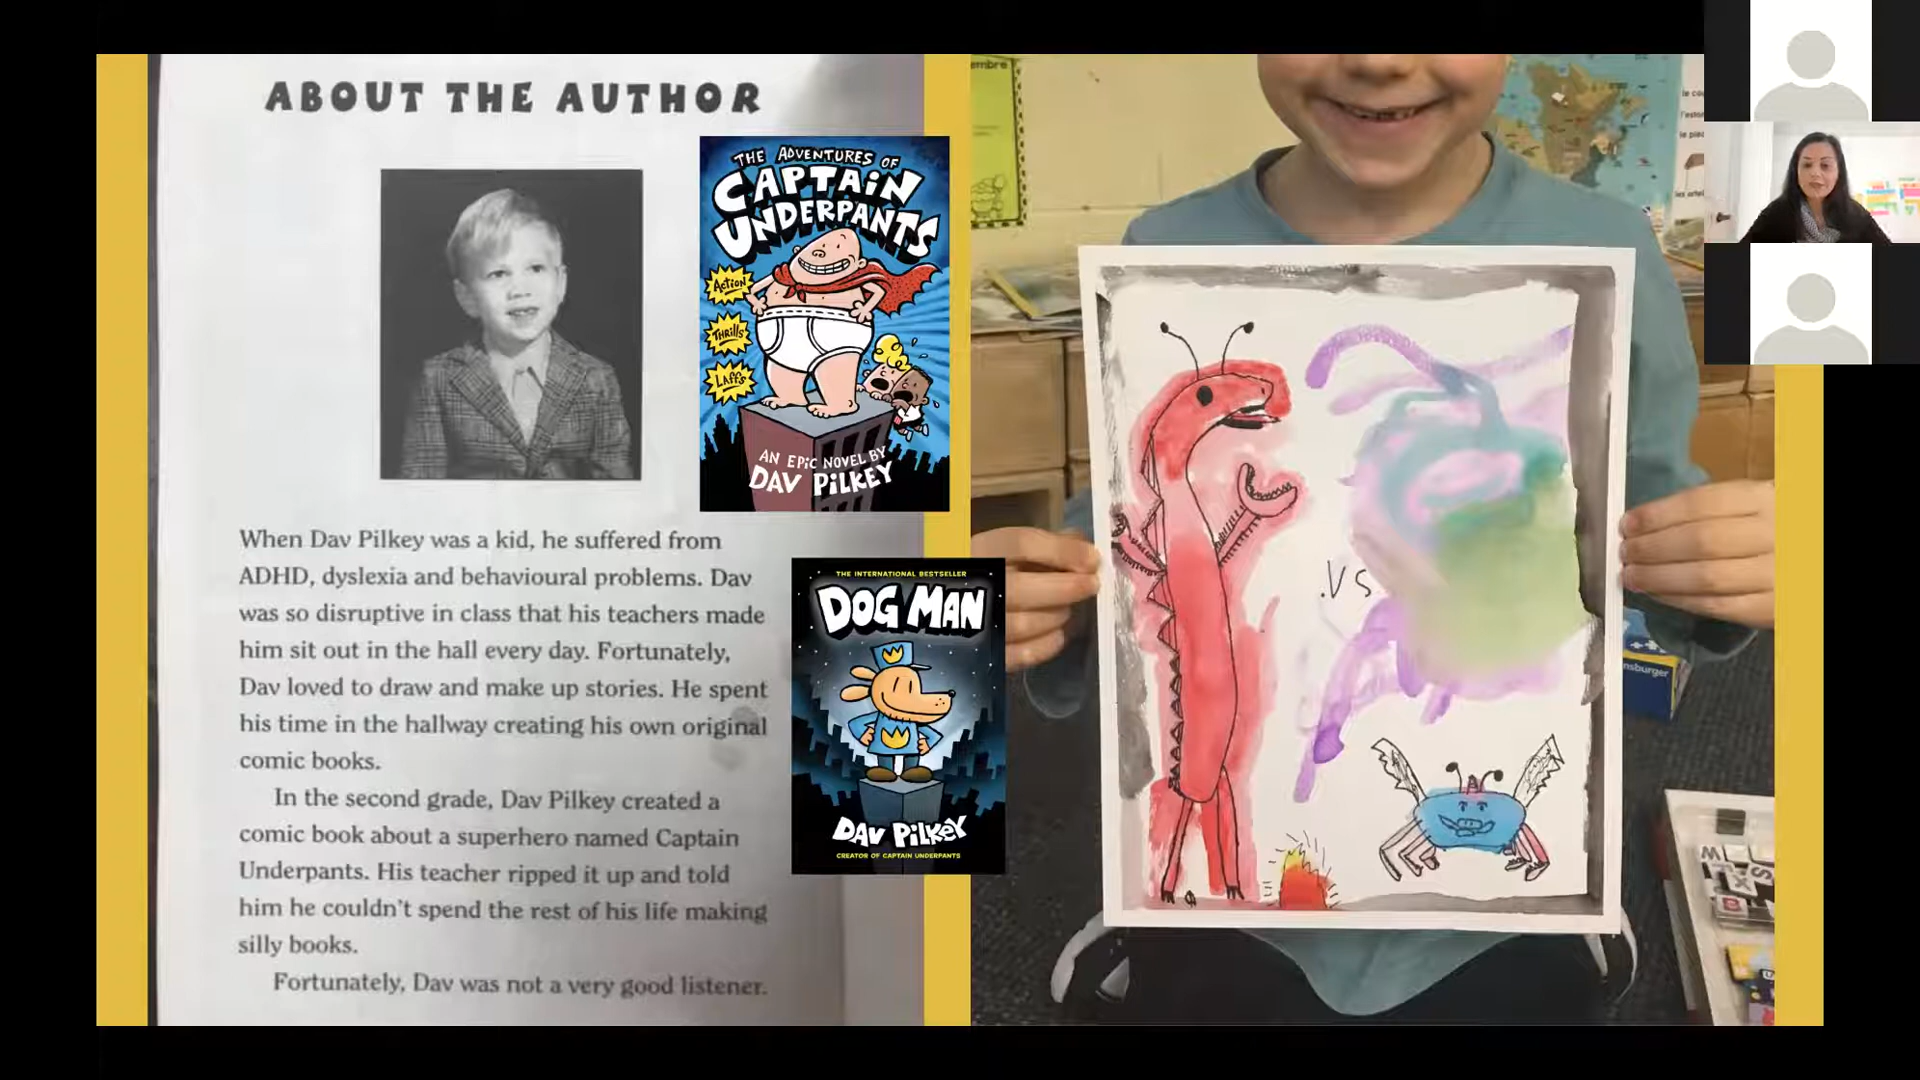 ABOUT THE AUTHOR
THE ADVENTURES OF
CAPTAIN
UNDERPANTS
ACTION
THRILLS
LAFFS
AN EPIC NOVEL BY
DAV PILKEY
When Dav Pilkey was a kid, he suffered from
ADHD, dyslexia and behavioural problems. Dav
was so disruptive in class that his teachers made
him sit out in the hall every day. Fortunately,
Dav loved to draw and make up stories. He spent
his time in the hallway creating his own original
comic books.
In the second grade, Dav Pilkey created a
comic book about a superhero named Captain
Underpants. His teacher ripped it up and told
him he couldn't spend the rest of his life making
silly books.
Fortunately, Dav was not a very good listener.
THE INTERNATIONAL BESTSELLER
DOG MAN
DAV PILKEY
CREATOR OF CAPTAIN UNDERPANTS
.VS